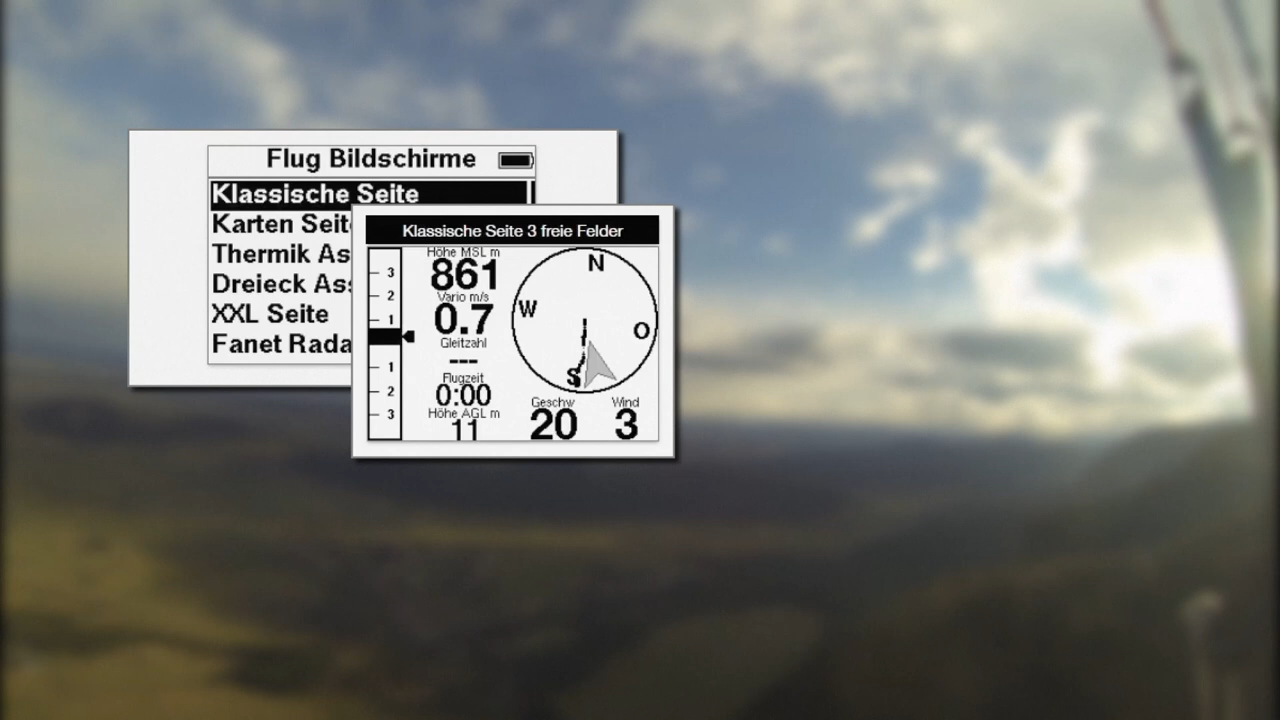 Flug Bildschirme
Klassische Seite
Karten Seit
Thermik As
Dreieck Ass
XXL Seite
Fanet Rada
Klassische Seite 3 freie Felder
Höhe MSL m
861
Vario m/s
0.7
Gleitzahl
---
Flugzeit
0:00
Höhe AGL m
11
3
2
1
1
2
3
N
W
O
S
Geschw
20
Wind
3